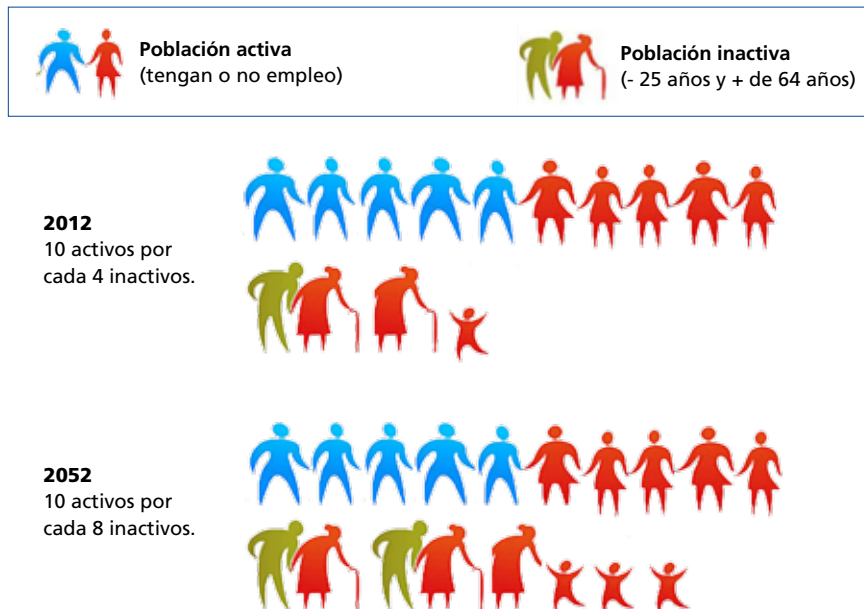 Población activa
(tengan o no empleo)
Población inactiva
(- 25 años y + de 64 años)
2012
10 activos por
cada 4 inactivos.
2052
10 activos por
cada 8 inactivos.